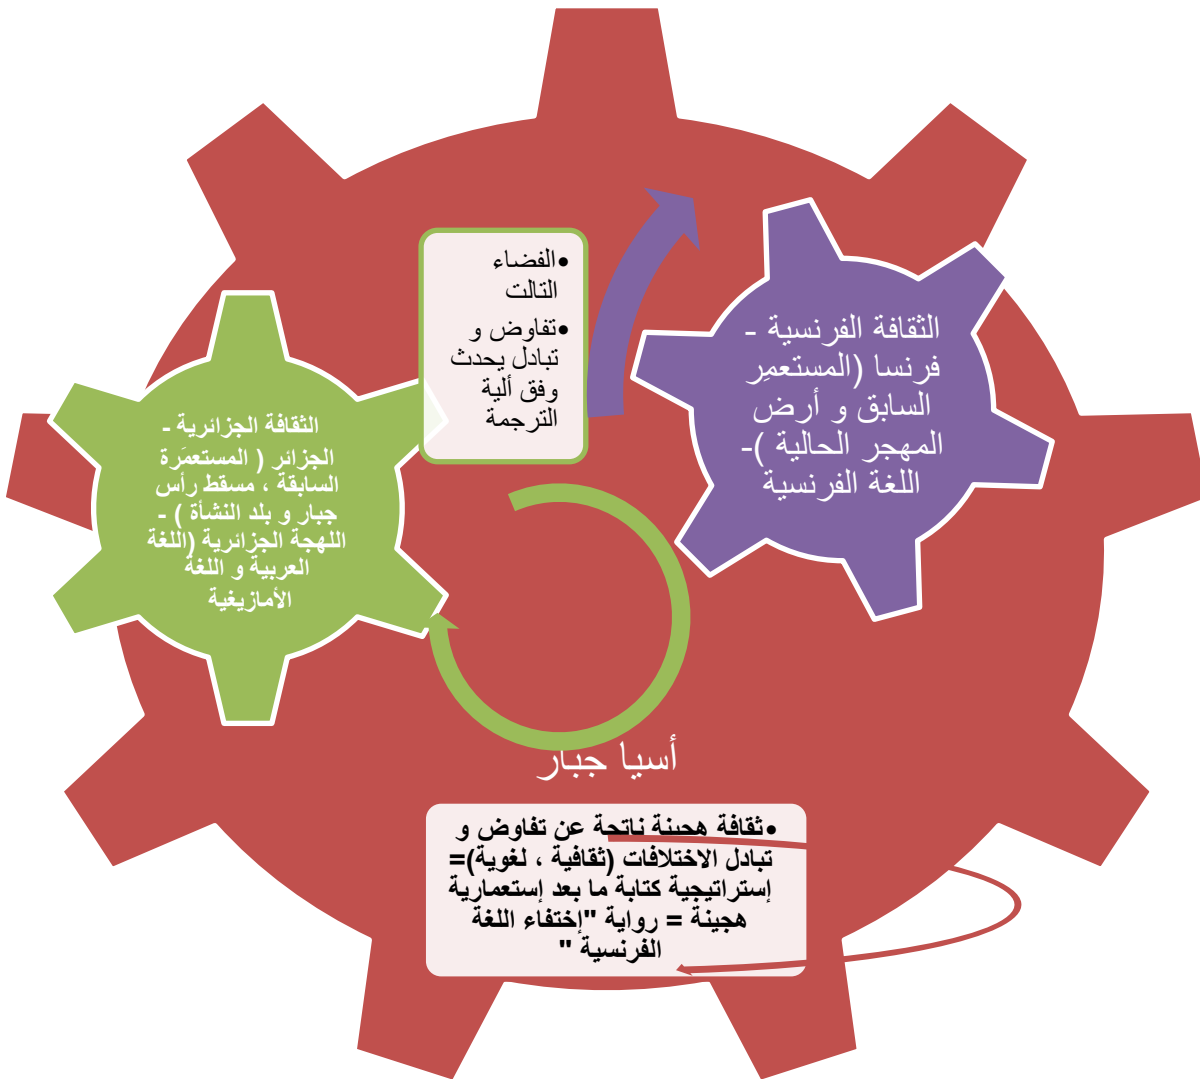 •الفضاء
التالت
•تفاوض و
تبادل يحدث
وفق ألية
الترجمة
الثقافة الفرنسية -
فرنسا (المستعمِر
السابق و أرض
المهجر الحالية )-
اللغة الفرنسية
الثقافة الجزائرية -
الجزائر ( المستعمَرة
السابقة ، مسقط رأس
جبار و بلد النشأة ) -
اللهجة الجزائرية (اللغة
العربية و اللغة
الأمازيغية
أسيا جبار
•ثقافة هجينة ناتجة عن تفاوض و
تبادل الاختلافات (ثقافية ، لغوية)=
إستراتيجية كتابة ما بعد إستعمارية
هجينة = رواية "إختفاء اللغة
الفرنسية "